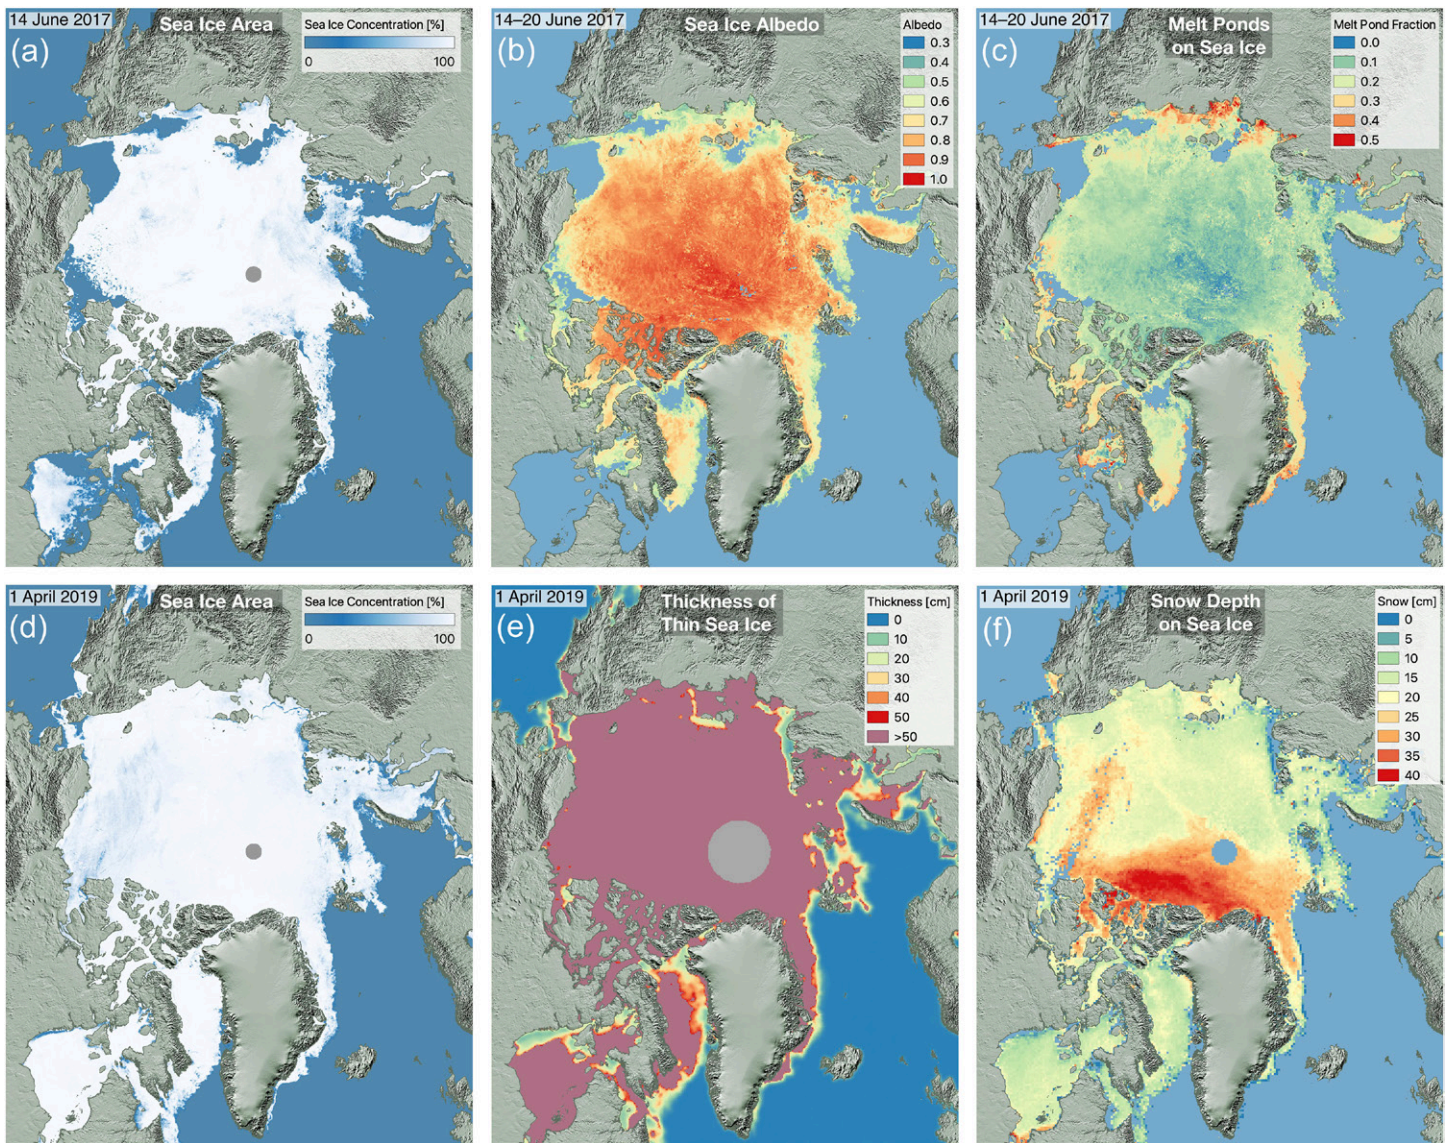 14 June 2017
Sea Ice Area
Sea Ice Concentration [%]
0 100
(a)
14–20 June 2017
Sea Ice Albedo
Albedo
0.3
0.4
0.5
0.6
0.7
0.8
0.9
1.0
(b)
14–20 June 2017
Melt Ponds
on Sea Ice
Melt Pond Fraction
0.0
0.1
0.2
0.3
0.4
0.5
(c)
1 April 2019
Sea Ice Area
Sea Ice Concentration [%]
0 100
(d)
1 April 2019
Thickness of
Thin Sea Ice
Thickness [cm]
0
10
20
30
40
50
>50
(e)
1 April 2019
Snow Depth
on Sea Ice
Snow [cm]
0
5
10
15
20
25
30
35
40
(f)